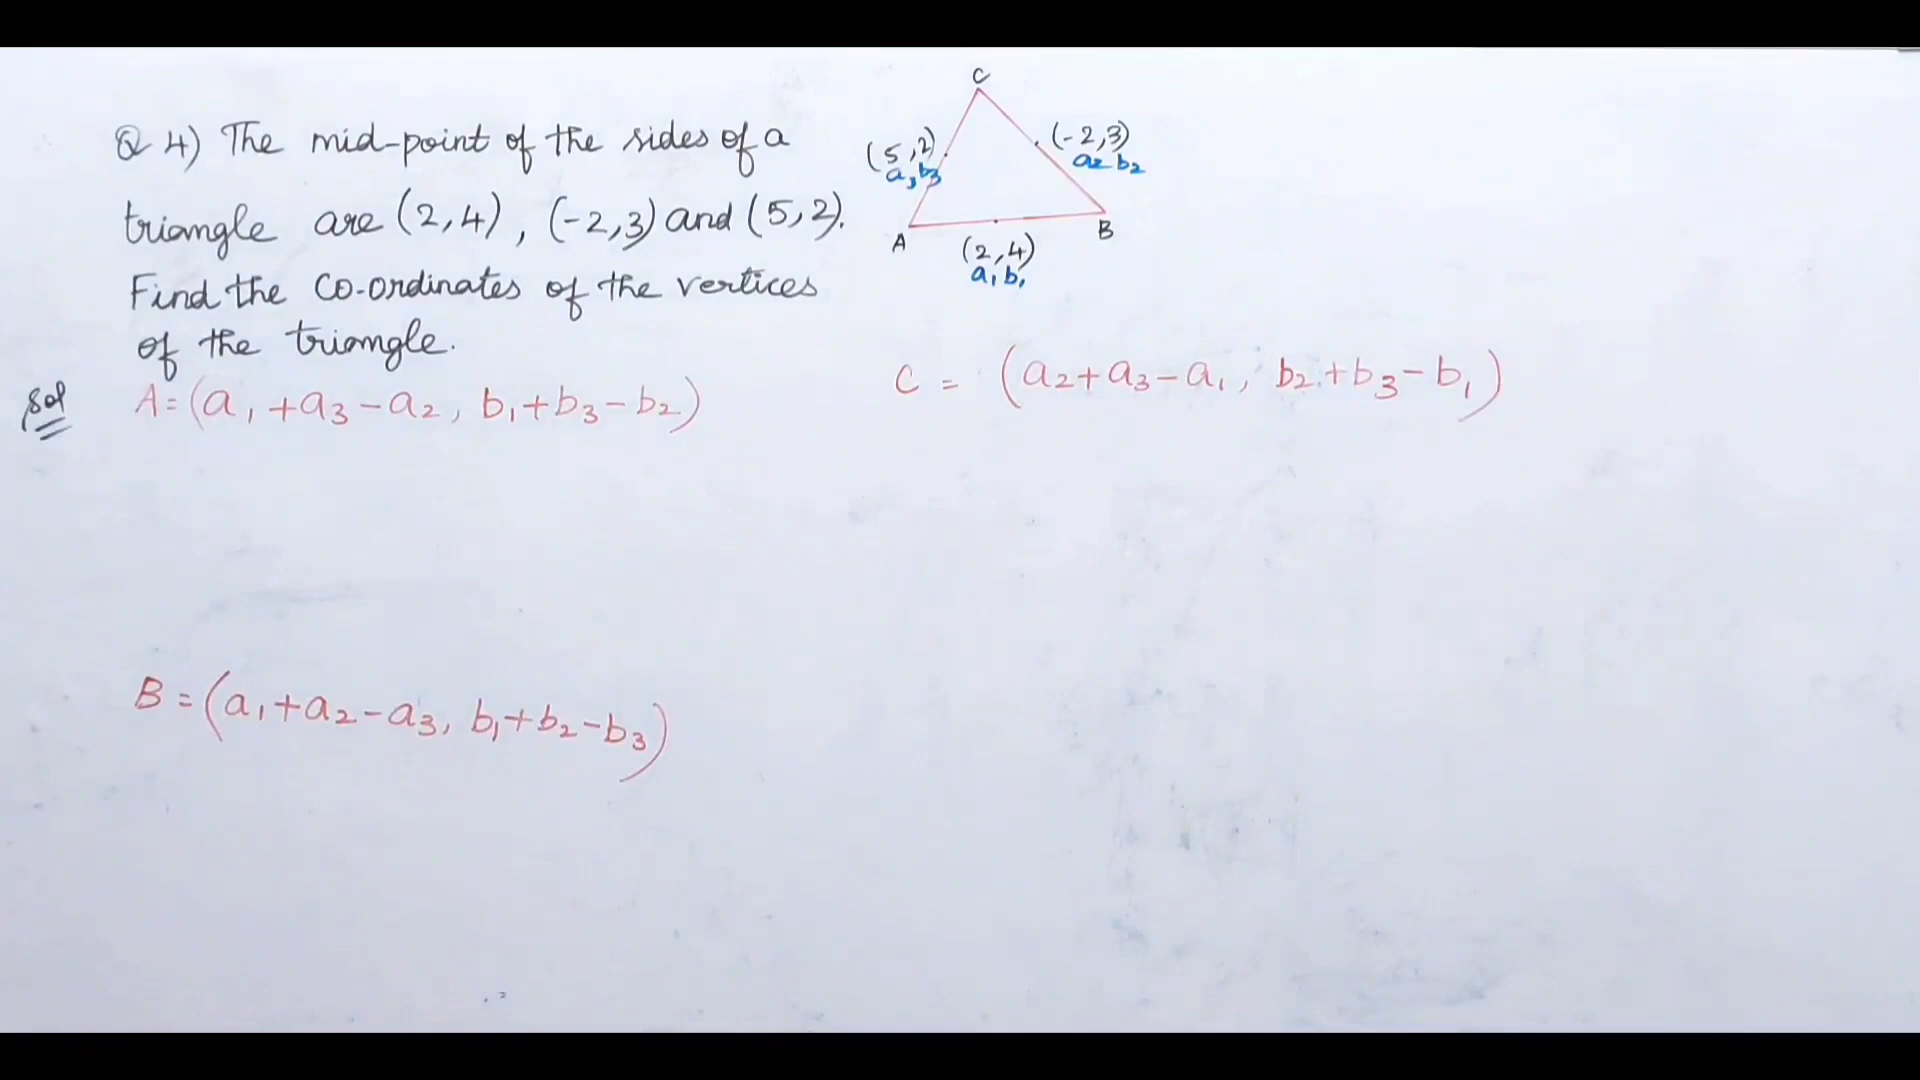 Q 4) The mid-point of the sides of a
triangle are (2,4), (-2,3) and (5,2).
Find the co-ordinates of the vertices
of the triangle.
C
(5,2)
a3 b3
(-2,3)
a2 b2
A
B
(2,4)
a1 b1
Sol
A = (a1 + a3 - a2, b1 + b3 - b2)
C = (a2 + a3 - a1, b2 + b3 - b1)
B = (a1 + a2 - a3, b1 + b2 - b3)